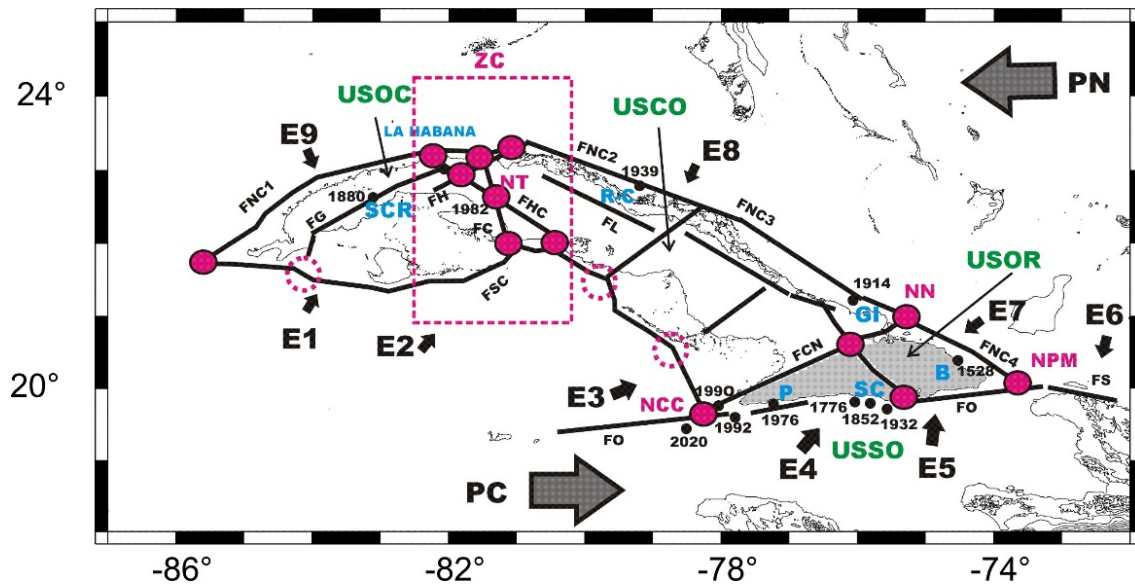 ZC
24°
PN
USOC
USCO
LA HABANA
E9
FNC2
1939
E8
FNC1
NT
R-C
FNC3
1880
FH
SCR
1982
FHC
FG
FC
FL
USOR
FSC
1914
NN
E1
GI
E7
E2
E6
FCN
FNC4
NPM
20°
B
1528
E3
1990
P
SC
FS
NCC
1776
FO
FO
1992
1976
1852
1932
2020
E4
USSO
E5
PC
-86°
-82°
-78°
-74°